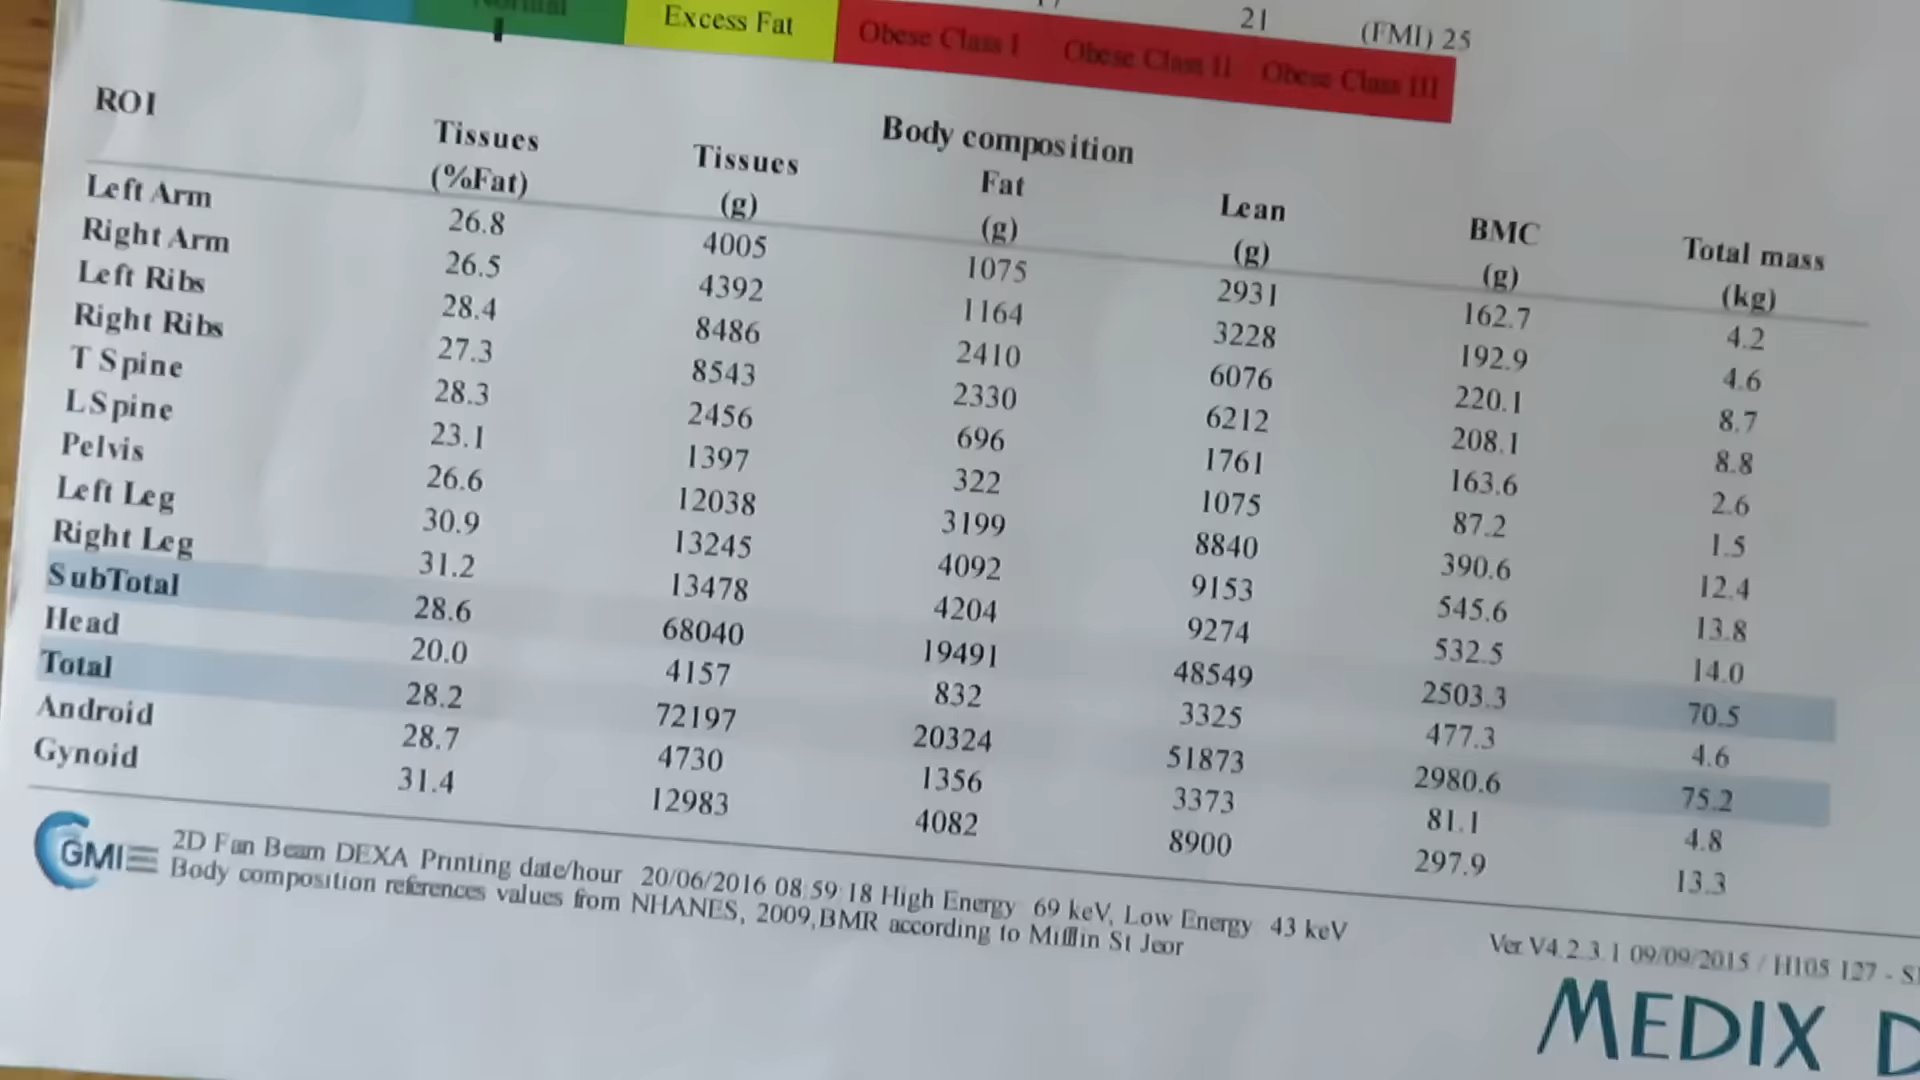 Normal Excess Fat Obese Class I Obese Class II Obese Class III
21 (FMI) 25
ROI Tissues Tissues Body composition
(%Fat) (g) Fat Lean BMC Total mass
(g) (g) (g) (kg)
Left Arm 26.8 4005 1075 2931 162.7 4.2
Right Arm 26.5 4392 1164 3228 192.9 4.6
Left Ribs 28.4 8486 2410 6076 220.1 8.7
Right Ribs 27.3 8543 2330 6212 208.1 8.8
T Spine 28.3 2456 696 1761 163.6 2.6
L Spine 23.1 1397 322 1075 87.2 1.5
Pelvis 26.6 12038 3199 8840 390.6 12.4
Left Leg 30.9 13245 4092 9153 545.6 13.8
Right Leg 31.2 13478 4204 9274 532.5 14.0
SubTotal 28.6 68040 19491 48549 2503.3 70.5
Head 20.0 4157 832 3325 477.3 4.6
Total 28.2 72197 20324 51873 2980.6 75.2
Android 28.7 4730 1356 3373 81.1 4.8
Gynoid 31.4 12983 4082 8900 297.9 13.3
GMI 2D Fan Beam DEXA Printing date/hour 20/06/2016 08:59:18 High Energy 69 keV, Low Energy 43 keV
Body composition references values from NHANES, 2009,BMR according to Mifflin St Jeor
Ver V4.2.3.1 09/09/2015 / H105 127 -
MEDIX D